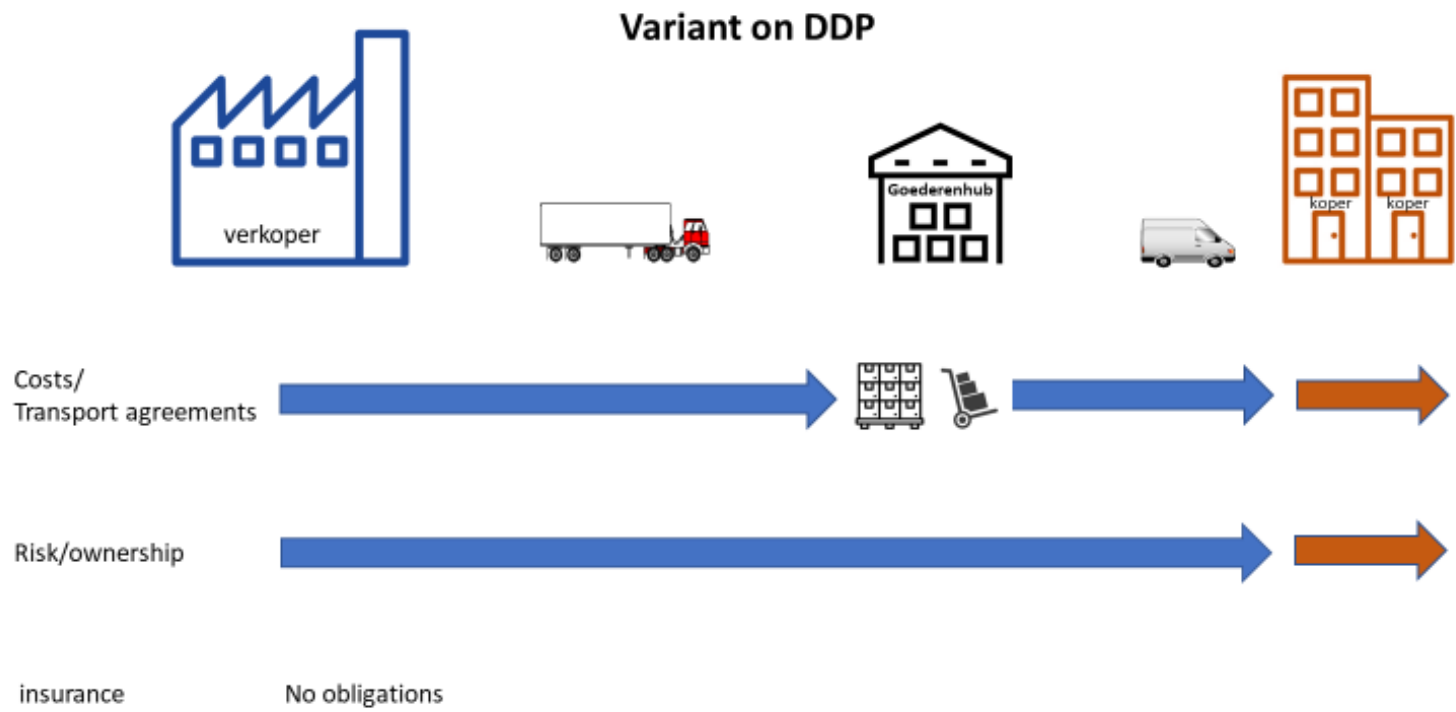 Variant on DDP
verkoper
Goederenhub
koper koper
Costs/
Transport agreements
Risk/ownership
insurance No obligations